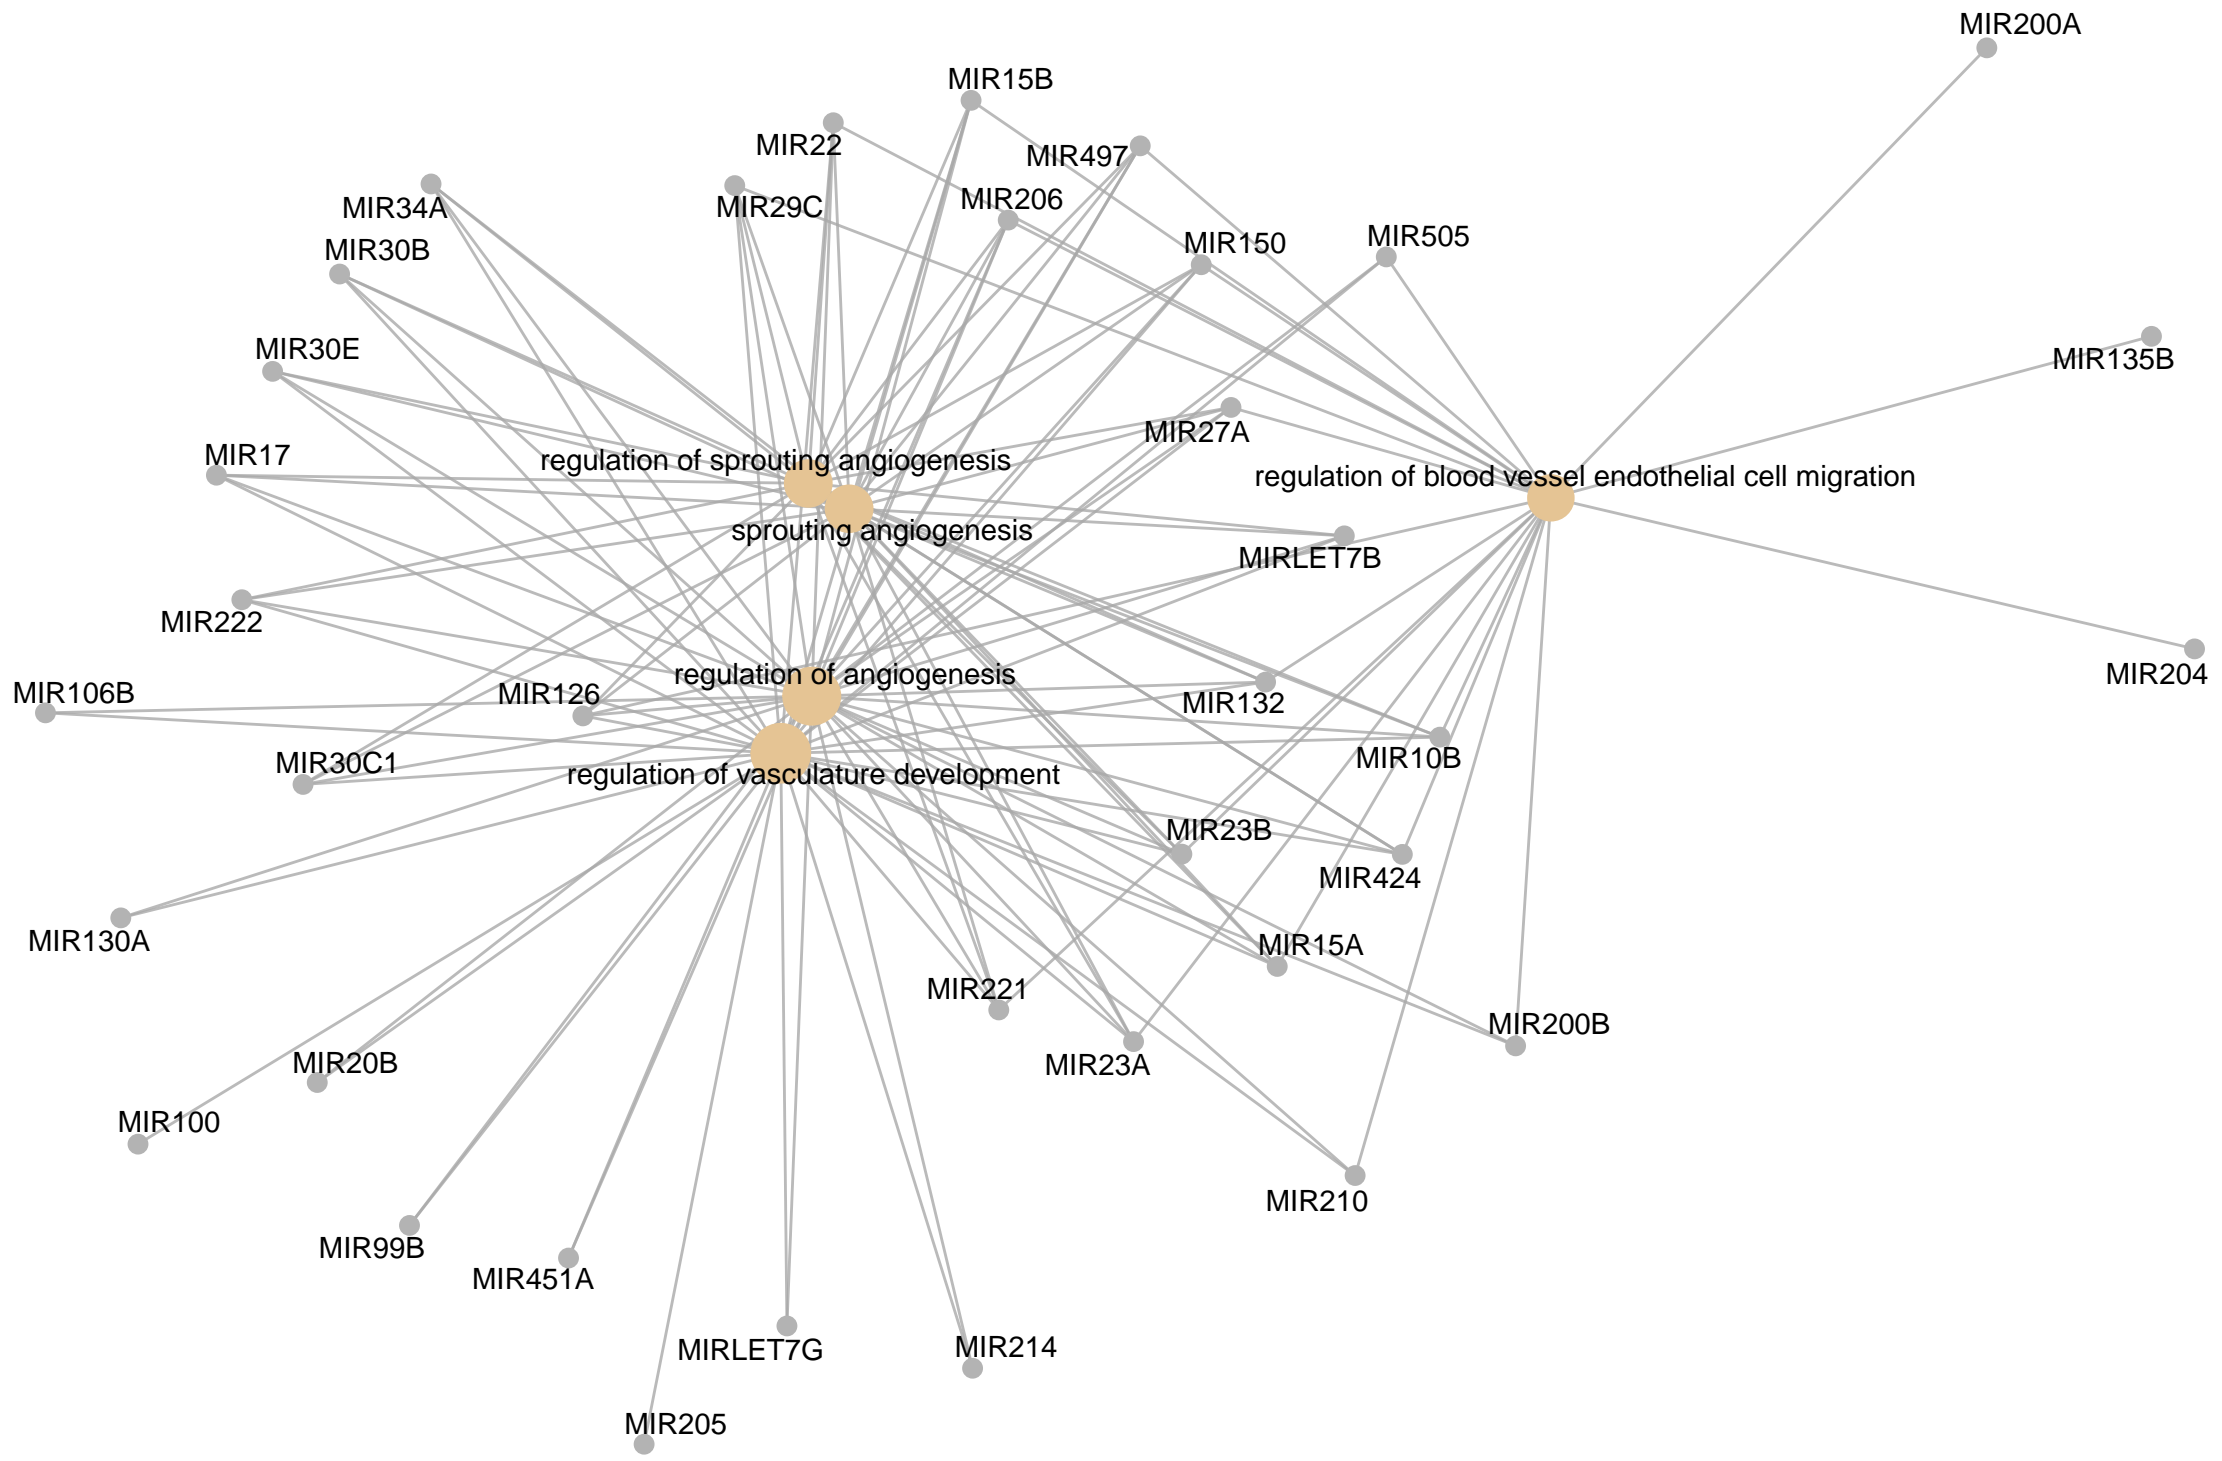 MIR200A
MIR15B
MIR22
MIR497
MIR34A
MIR29C
MIR206
MIR30B
MIR150
MIR505
MIR30E
MIR135B
MIR27A
MIR17
regulation of sprouting angiogenesis
regulation of blood vessel endothelial cell migration
sprouting angiogenesis
MIRLET7B
MIR222
regulation of angiogenesis
MIR204
MIR106B
MIR126
MIR132
MIR30C1
MIR10B
regulation of vasculature development
MIR23B
MIR424
MIR130A
MIR15A
MIR221
MIR200B
MIR20B
MIR23A
MIR100
MIR210
MIR99B
MIR451A
MIRLET7G
MIR214
MIR205